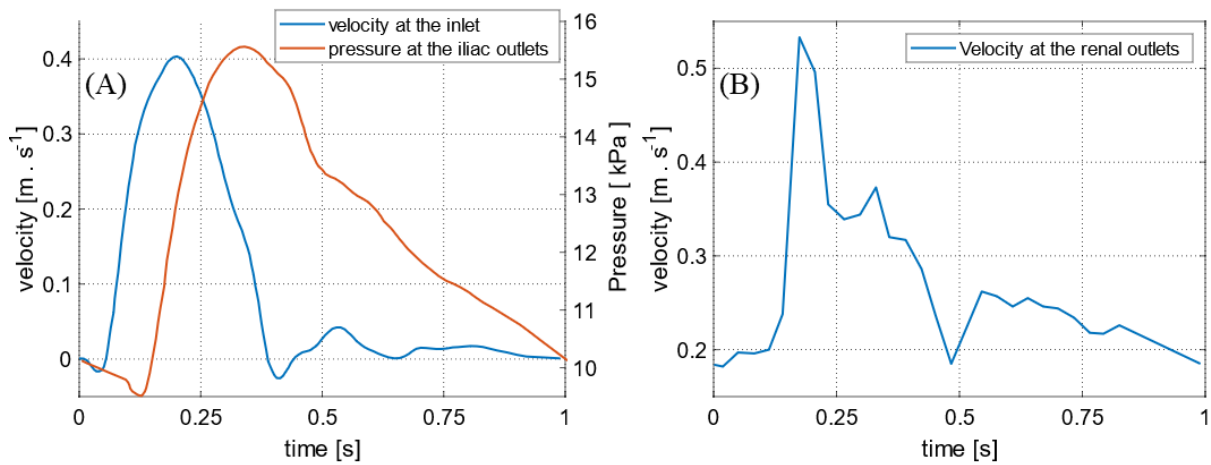 velocity at the inlet
pressure at the iliac outlets
(A)
velocity [m . s⁻¹]
0.4
0.3
0.2
0.1
0
Pressure [ kPa]
16
15
14
13
12
11
10
0
0.25
0.5
0.75
1
time [s]
Velocity at the renal outlets
(B)
velocity [m . s⁻¹]
0.5
0.4
0.3
0.2
0
0.25
0.5
0.75
1
time [s]